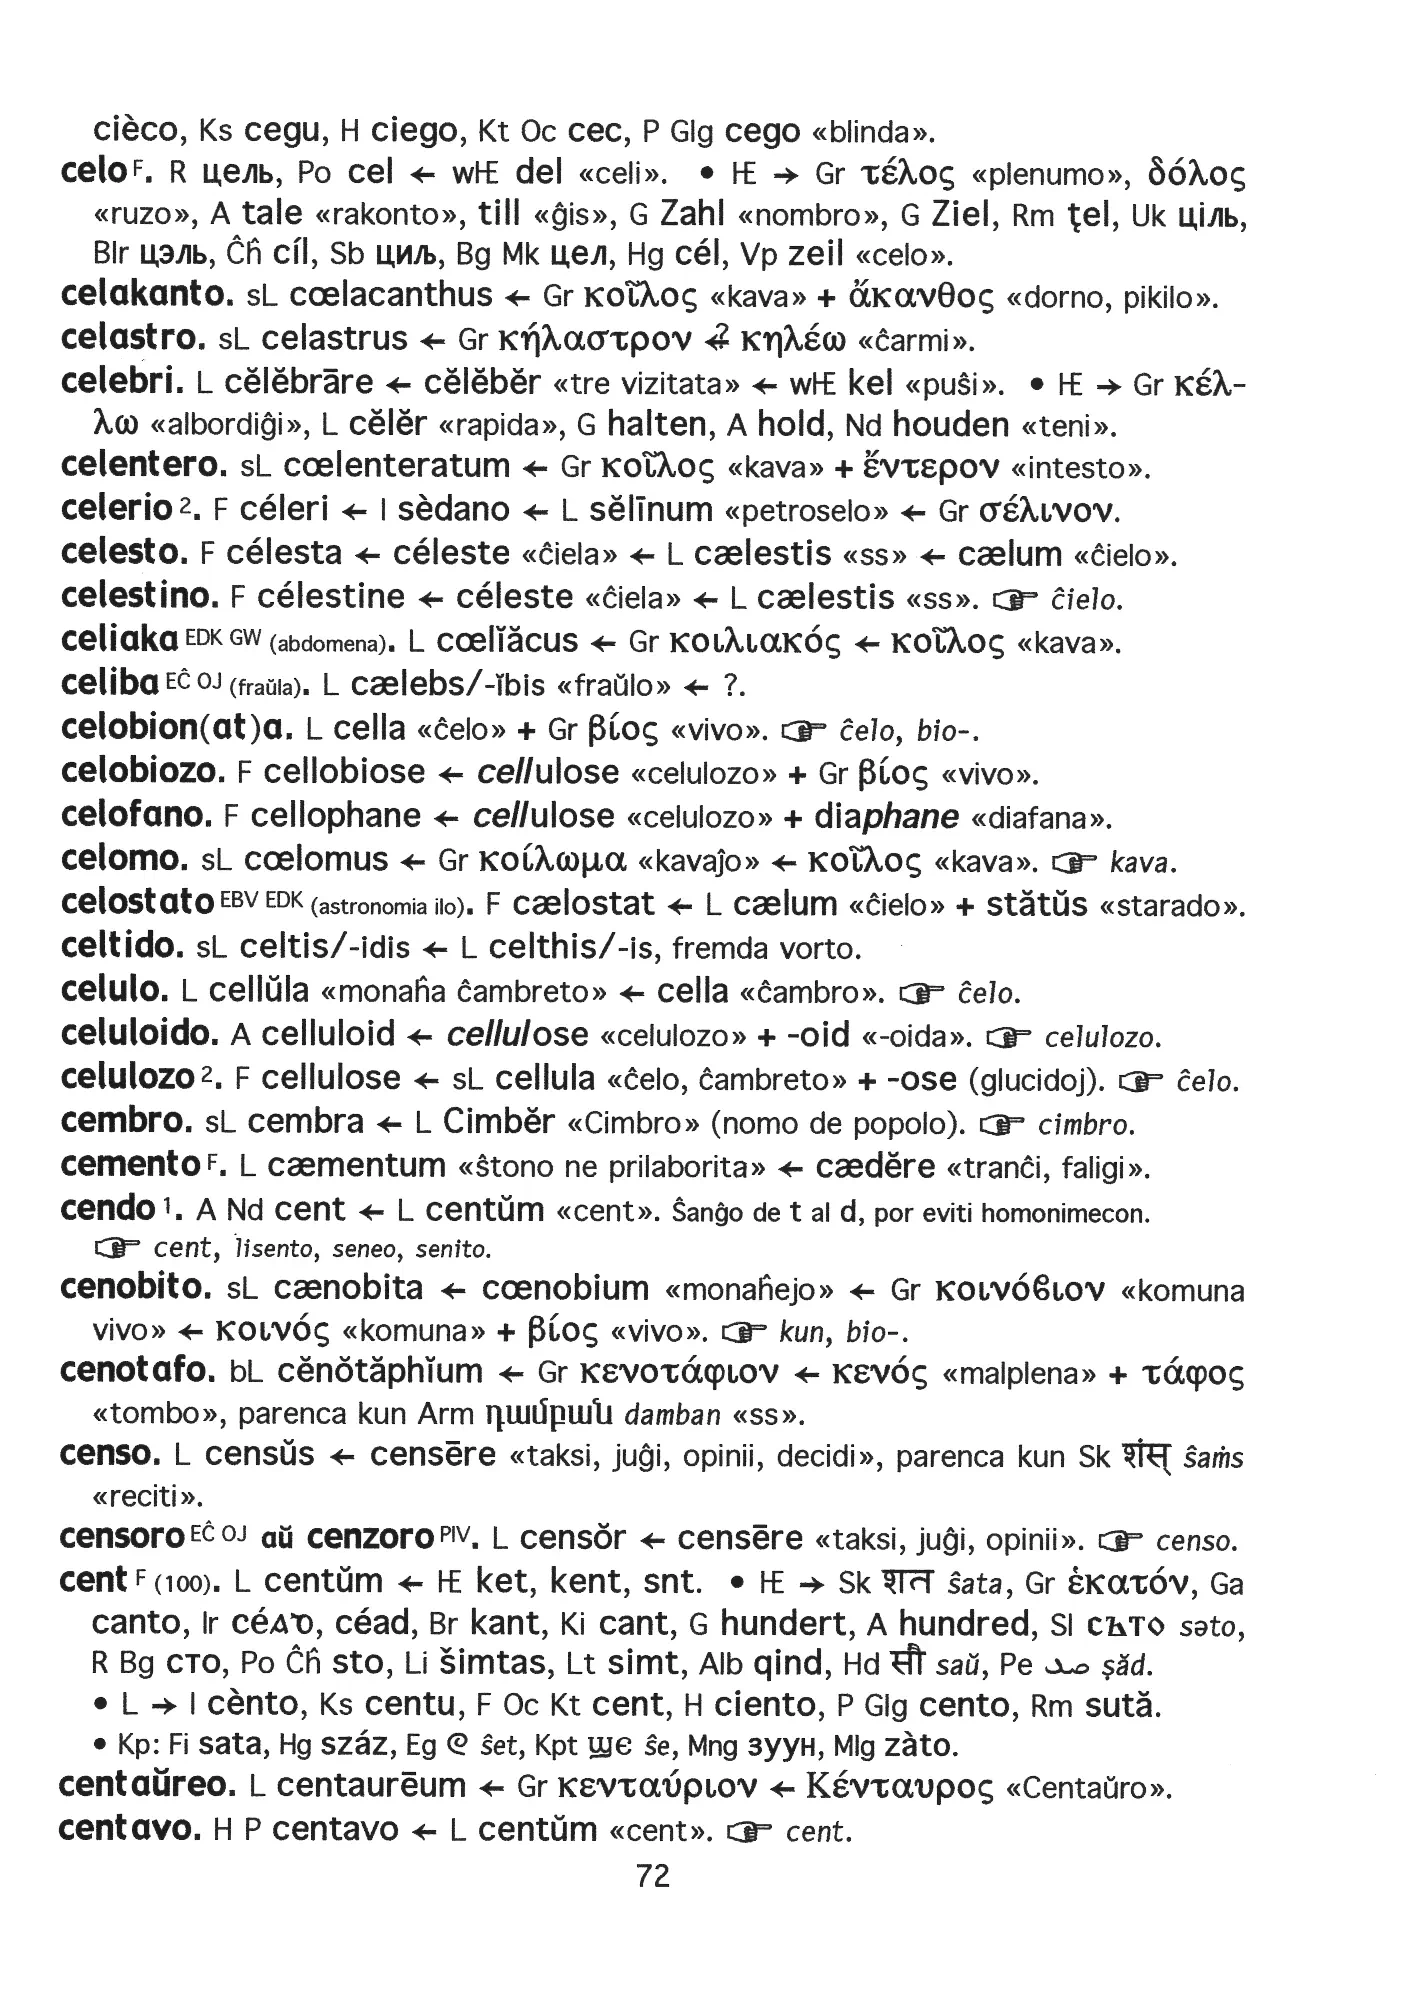 cièco, Ks cegu, H ciego, Kt Oc cec, P Glg cego «blinda».
celo F. R цель, Po cel ← wIE del «celi». • IE → Gr τέλος «plenumo», δόλος
«ruzo», A tale «rakonto», till «ĝis», G Zahl «nombro», G Ziel, Rm ţel, Uk ціль,
Blr цэль, Ĉĥ cíl, Sb циљ, Bg Mk цел, Hg cél, Vp zeil «celo».
celakanto. sL cœlacanthus ← Gr κοῖλος «kava» + ἄκανθος «dorno, pikilo».
celastro. sL celastrus ← Gr κήλαστρον ←? κηλέω «ĉarmi».
celebri. L cĕlĕbrāre ← cĕlĕbĕr «tre vizitata» ← wIE kel «puŝi». • IE → Gr κέλ-
λω «albordiĝi», L cĕlĕr «rapida», G halten, A hold, Nd houden «teni».
celentero. sL cœlenteratum ← Gr κοῖλος «kava» + ἔντερον «intesto».
celerio 2. F céleri ← I sèdano ← L sĕlīnum «petroselo» ← Gr σέλινον.
celesto. F célesta ← céleste «ĉiela» ← L cælestis «ss» ← cælum «ĉielo».
celestino. F célestine ← céleste «ĉiela» ← L cælestis «ss». ☞ ĉielo.
celiaka EDK GW (abdomena). L cœlĭăcus ← Gr κοιλιακός ← κοῖλος «kava».
celiba EĈ OJ (fraŭla). L cælebs/-ĭbis «fraŭlo» ← ?.
celobion(at)a. L cella «ĉelo» + Gr βίος «vivo». ☞ ĉelo, bio-.
celobiozo. F cellobiose ← cellulose «celulozo» + Gr βίος «vivo».
celofano. F cellophane ← cellulose «celulozo» + diaphane «diafana».
celomo. sL cœlomus ← Gr κοίλωμα «kavaĵo» ← κοῖλος «kava». ☞ kava.
celostato EBV EDK (astronomia ilo). F cælostat ← L cælum «ĉielo» + stătŭs «starado».
celtido. sL celtis/-idis ← L celthis/-is, fremda vorto.
celulo. L cellŭla «monaĥa ĉambreto» ← cella «ĉambro». ☞ ĉelo.
celuloido. A celluloid ← cellulose «celulozo» + -oid «-oida». ☞ celulozo.
celulozo 2. F cellulose ← sL cellula «ĉelo, ĉambreto» + -ose (glucidoj). ☞ ĉelo.
cembro. sL cembra ← L Cimbĕr «Cimbro» (nomo de popolo). ☞ cimbro.
cemento F. L cæmentum «ŝtono ne prilaborita» ← cædĕre «tranĉi, faligi».
cendo 1. A Nd cent ← L centŭm «cent». Ŝanĝo de t al d, por eviti homonimecon.
☞ cent, lisento, seneo, senito.
cenobito. sL cænobita ← cœnobium «monaĥejo» ← Gr κοινόϐιον «komuna
vivo» ← κοινός «komuna» + βίος «vivo». ☞ kun, bio-.
cenotafo. bL cĕnŏtăphĭum ← Gr κενοτάφιον ← κενός «malplena» + τάφος
«tombo», parenca kun Arm դամբան damban «ss».
censo. L censŭs ← censēre «taksi, juĝi, opinii, decidi», parenca kun Sk शंस् ŝaṁs
«reciti».
censoro EĈ OJ aŭ cenzoro PIV. L censŏr ← censēre «taksi, juĝi, opinii». ☞ censo.
cent F (100). L centŭm ← IE ket, kent, snt. • IE → Sk शत ŝata, Gr ἑκατόν, Ga
canto, Ir céꭺꞇ, céad, Br kant, Ki cant, G hundert, A hundred, Sl съто səto,
R Bg сто, Po Ĉĥ sto, Li šimtas, Lt simt, Alb qind, Hd सौ saŭ, Pe صد ṣăd.
• L → I cènto, Ks centu, F Oc Kt cent, H ciento, P Glg cento, Rm sută.
• Kp: Fi sata, Hg száz, Eg 𓍢 ŝet, Kpt ϣⲉ ŝe, Mng зуун, Mlg zàto.
centaŭreo. L centaurēum ← Gr κενταύριον ← Κένταυρος «Centaŭro».
centavo. H P centavo ← L centŭm «cent». ☞ cent.
72